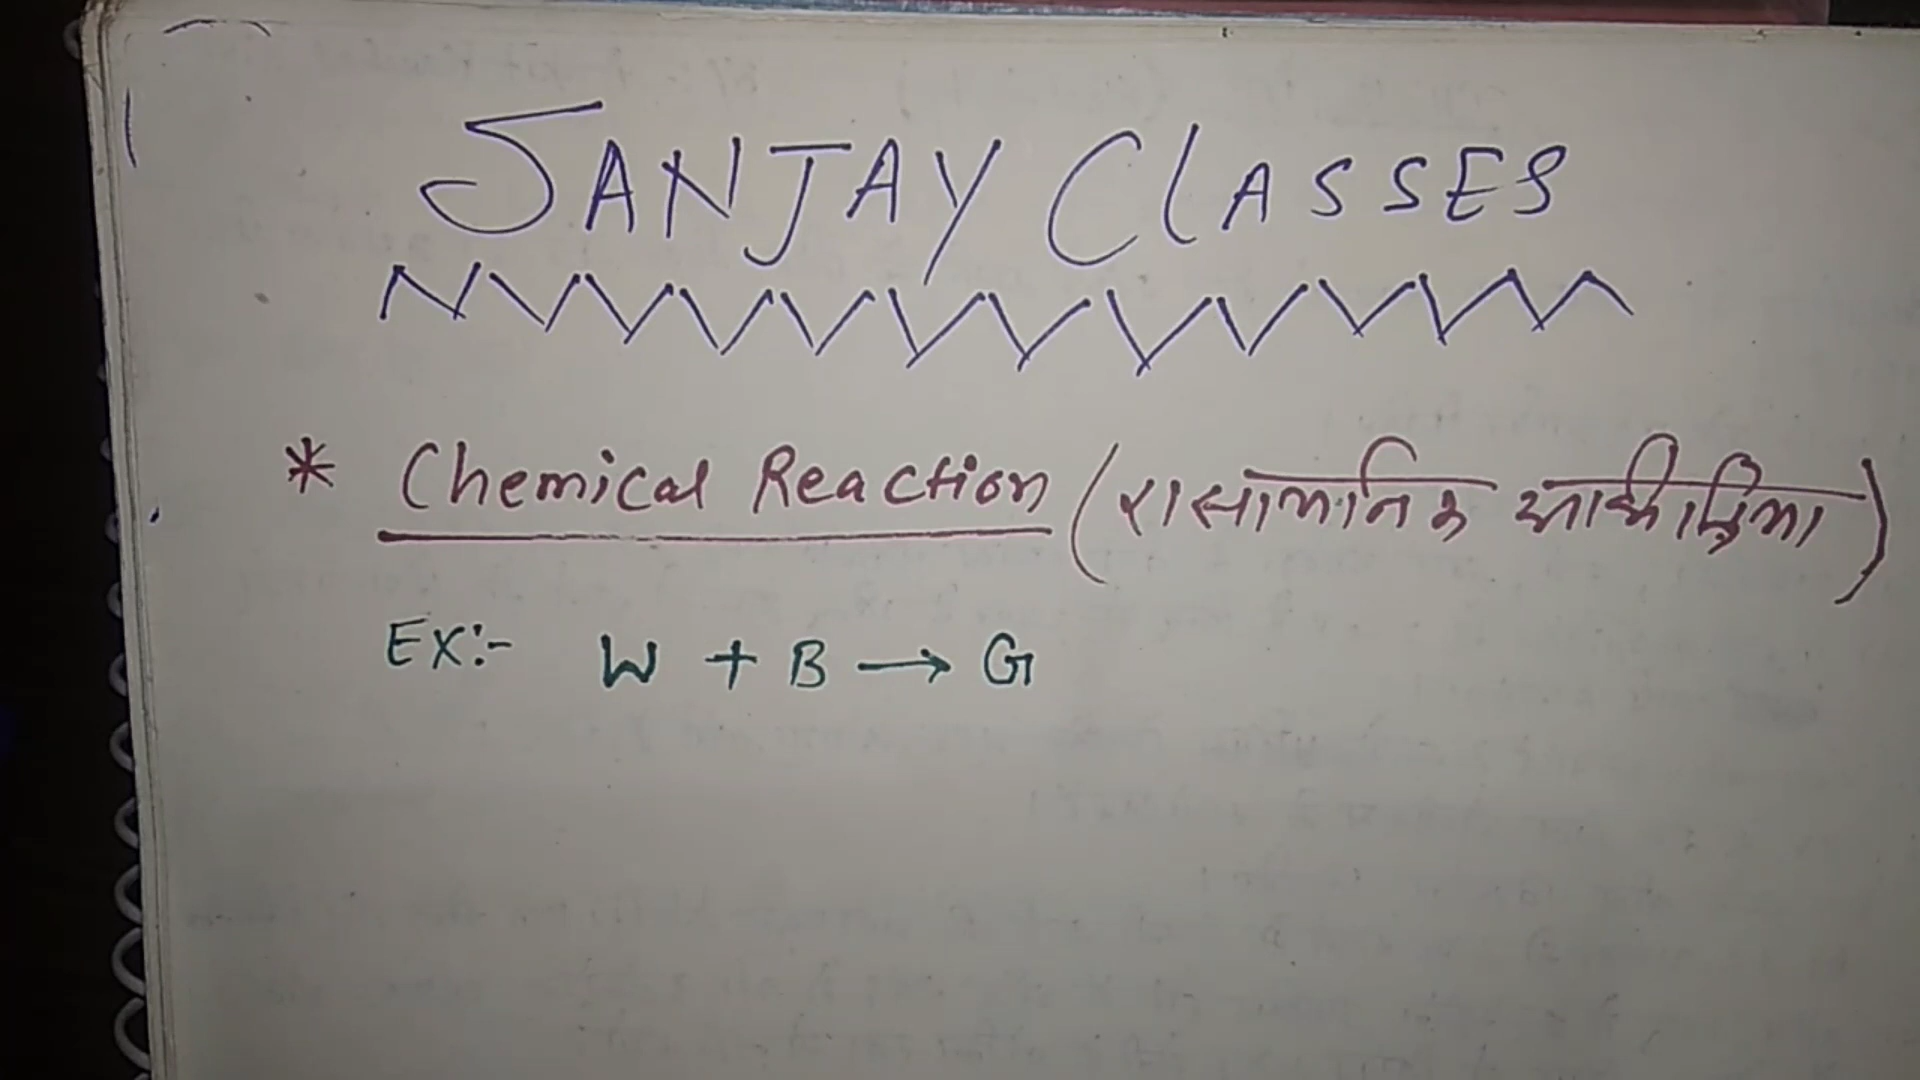 SANJAY CLASSES
* Chemical Reaction (रासायनिक अभिक्रिया)
EX:- W + B → G